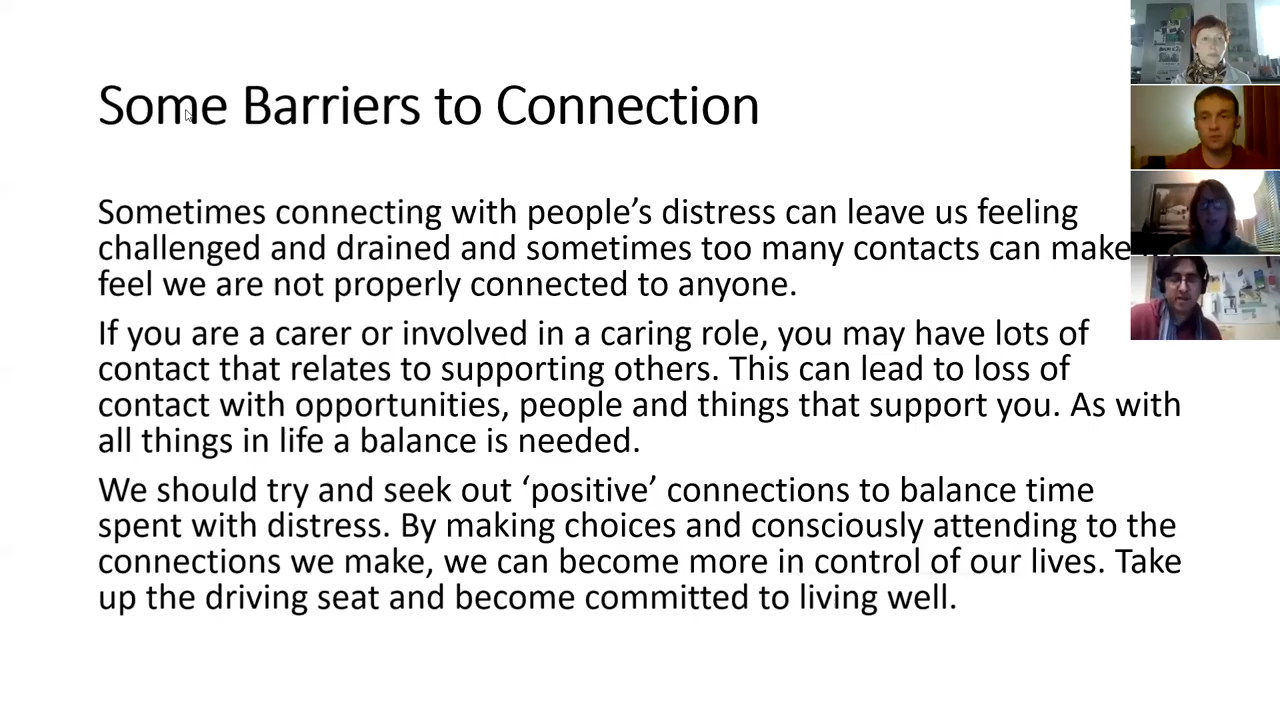 Some Barriers to Connection
Sometimes connecting with people’s distress can leave us feeling
challenged and drained and sometimes too many contacts can make
feel we are not properly connected to anyone.
If you are a carer or involved in a caring role, you may have lots of
contact that relates to supporting others. This can lead to loss of
contact with opportunities, people and things that support you. As with
all things in life a balance is needed.
We should try and seek out ‘positive’ connections to balance time
spent with distress. By making choices and consciously attending to the
connections we make, we can become more in control of our lives. Take
up the driving seat and become committed to living well.